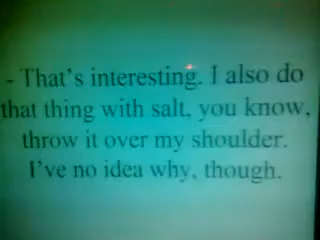 - That's interesting. I also do
that thing with salt, you know,
throw it over my shoulder.
I've no idea why, though.